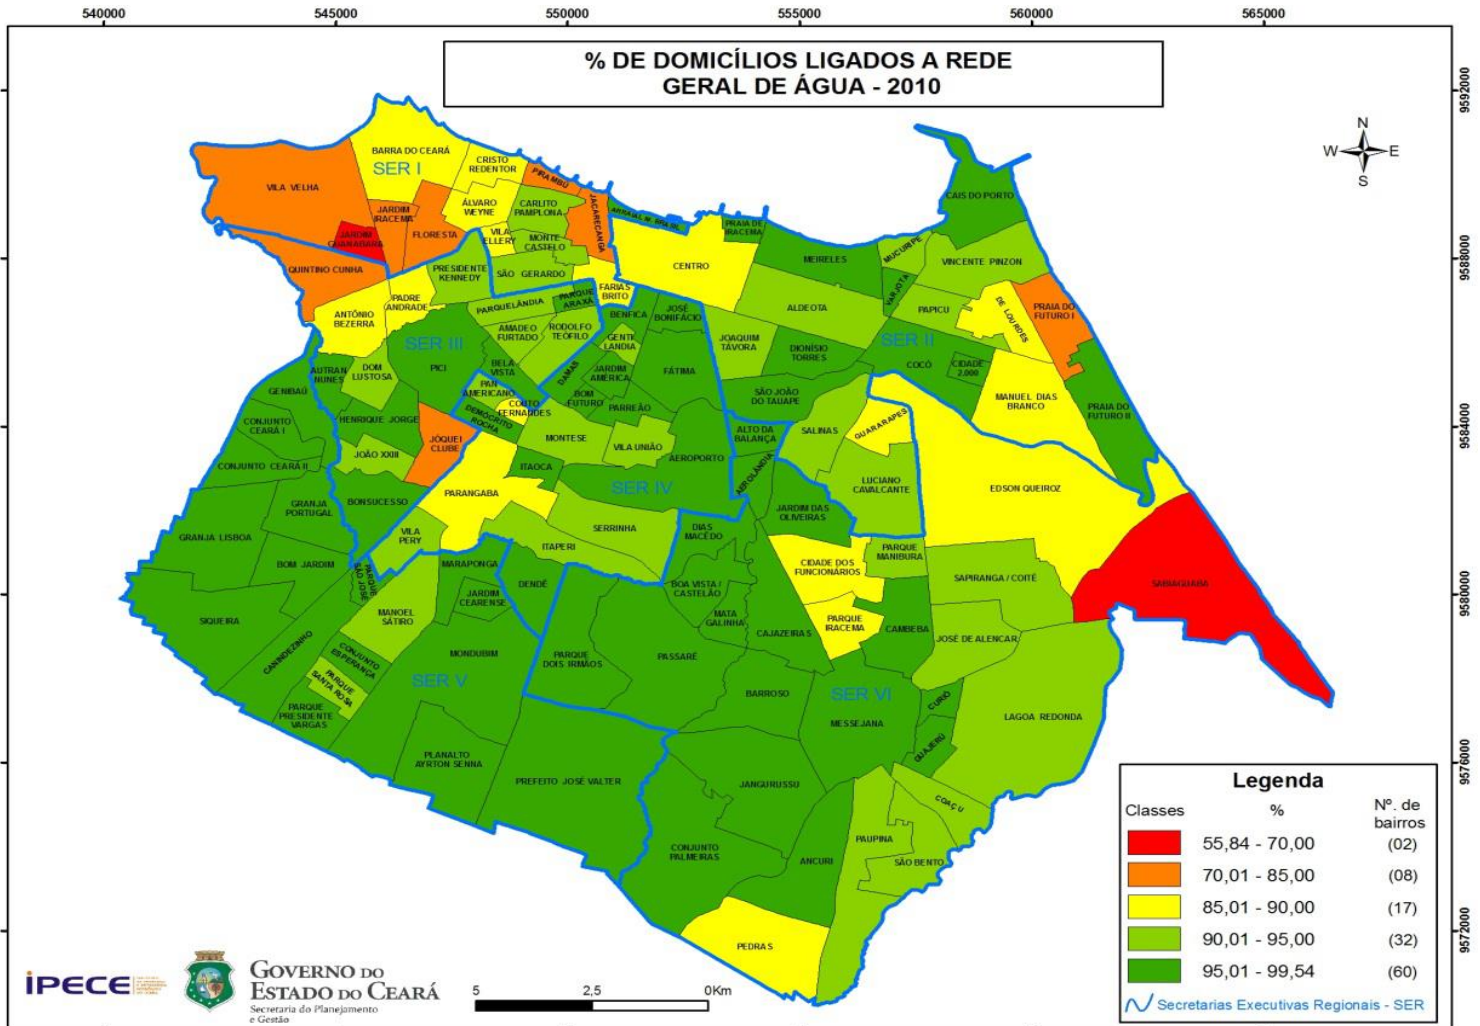 540000 545000 550000 555000 560000 565000
% DE DOMICÍLIOS LIGADOS A REDE
GERAL DE ÁGUA - 2010
9592000
9588000
9584000
9580000
9576000
9572000
N
W E
S
BARRA DO CEARÁ
SER I
CRISTO
REDENTOR
PIRAMBÚ
VILA VELHA
JARDIM
IRACEMA
ÁLVARO
WEYNE
CARLITO
PAMPLONA
JACARECANGA
ARRAIAL M. BRASIL
PRAIA DE
IRACEMA
CAIS DO PORTO
JARDIM
GUANABARA
FLORESTA
VILA
ELLERY
MONTE
CASTELO
MUCURIPE
MEIRELES
VINCENTE PINZON
QUINTINO CUNHA
PRESIDENTE
KENNEDY
SÃO GERARDO
CENTRO
VARJOTA
ANTÔNIO
BEZERRA
PADRE
ANDRADE
PARQUELÂNDIA
PARQUE
ARAXÁ
FARIAS
BRITO
ALDEOTA
PAPICU
DE LOURDES
PRAIA DO
FUTURO I
BENFICA
JOSÉ
BONIFÁCIO
AMADEO
FURTADO
RODOLFO
TEÓFILO
GENTI
LANDIA
JOAQUIM
TÁVORA
DIONÍSIO
TORRES
SER II
COCÓ
CIDADE
2.000
SER III
PICI
BELA
VISTA
DAMAS
JARDIM
AMÉRICA
FÁTIMA
AUTRAN
NUNES
DOM
LUSTOSA
PAN
AMERICANO
COUTO
FERNANDES
BOM
FUTURO
PARREÃO
SÃO JOÃO
DO TAUAPE
MANUEL DIAS
BRANCO
PRAIA DO
FUTURO II
GENIBAÚ
HENRIQUE JORGE
DEMÓCRITO
ROCHA
CONJUNTO
CEARÁ I
JÓQUEI
CLUBE
MONTESE
VILA UNIÃO
ALTO DA
BALANÇA
SALINAS
GUARARAPES
JOÃO XXIII
CONJUNTO CEARÁ II
ITAOCA
AEROPORTO
AEROLÂNDIA
LUCIANO
CAVALCANTE
EDSON QUEIROZ
SER IV
PARANGABA
BONSUCESSO
GRANJA
PORTUGAL
JARDIM DAS
OLIVEIRAS
GRANJA LISBOA
VILA
PERY
SERRINHA
DIAS
MACÊDO
ITAPERI
PARQUE
MANIBURA
BOM JARDIM
PARQUE
SÃO JOSÉ
MARAPONGA
DENDÊ
CIDADE DOS
FUNCIONÁRIOS
SAPIRANGA / COITÉ
SABIAGUABA
JARDIM
CEARENSE
BOA VISTA /
CASTELÃO
SIQUEIRA
MANOEL
SÁTIRO
MATA
GALINHA
PARQUE
IRACEMA
CAJAZEIRAS
CAMBEBA
JOSÉ DE ALENCAR
CANINDEZINHO
CONJUNTO
ESPERANÇA
MONDUBIM
PARQUE
DOIS IRMÃOS
PASSARÉ
PARQUE
SANTA ROSA
SER V
BARROSO
SER VI
MESSEJANA
CURIÓ
LAGOA REDONDA
PARQUE
PRESIDENTE
VARGAS
GUAJERÚ
PLANALTO
AYRTON SENNA
PREFEITO JOSÉ VALTER
JANGURUSSU
COAÇU
PAUPINA
CONJUNTO
PALMEIRAS
ANCURI
SÃO BENTO
PEDRAS
Legenda
Classes % Nº. de
bairros
55,84 - 70,00 (02)
70,01 - 85,00 (08)
85,01 - 90,00 (17)
90,01 - 95,00 (32)
95,01 - 99,54 (60)
Secretarias Executivas Regionais - SER
IPECE
GOVERNO DO
ESTADO DO CEARÁ
Secretaria do Planejamento
e Gestão
5 2,5 0Km